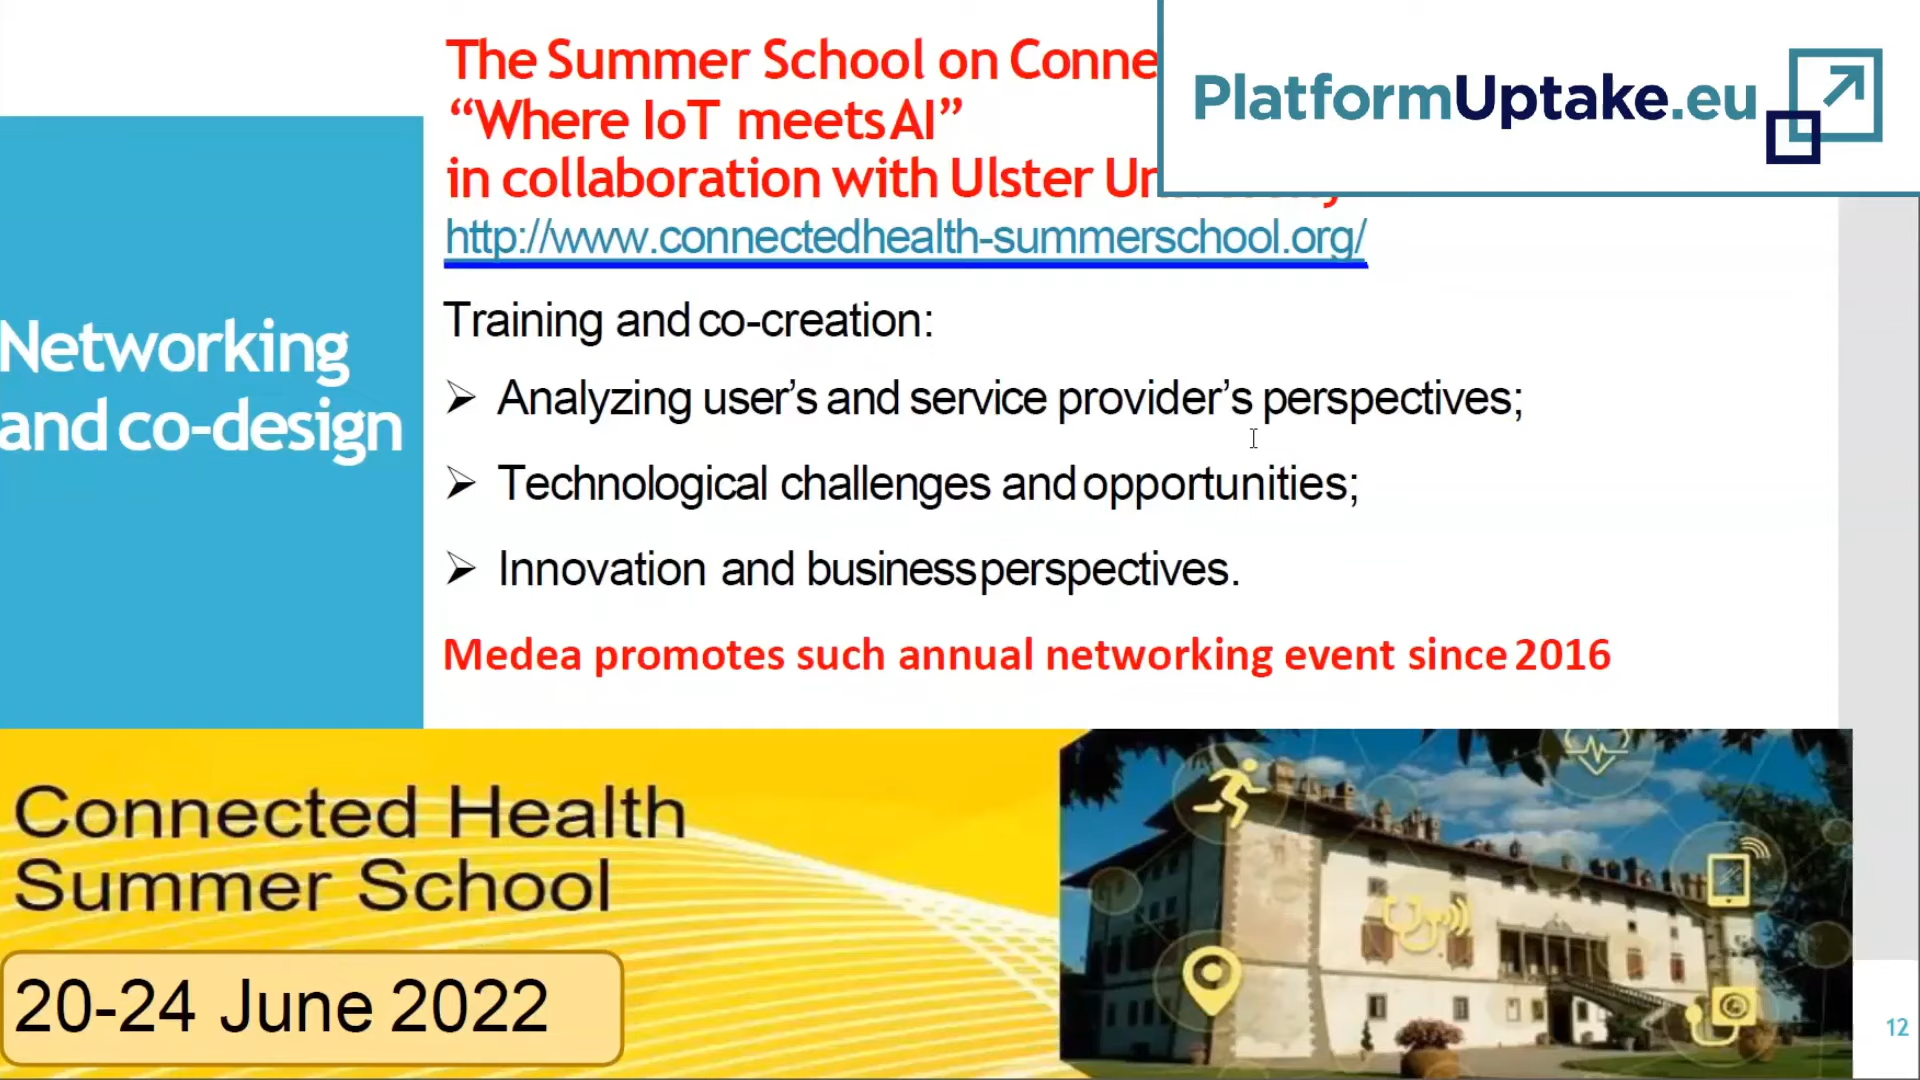 The Summer School on Conne
“Where IoT meets AI”
in collaboration with Ulster
http://www.connectedhealth-summerschool.org/
PlatformUptake.eu
Networking
and co-design
Training and co-creation:
➢ Analyzing user’s and service provider’s perspectives;
➢ Technological challenges and opportunities;
➢ Innovation and business perspectives.
Medea promotes such annual networking event since 2016
Connected Health
Summer School
20-24 June 2022
12